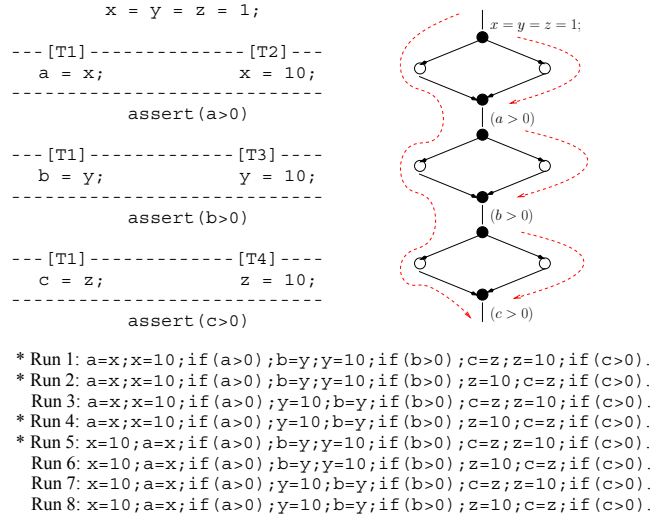 x = y = z = 1;
---[T1]-------------[T2]----
a = x; x = 10;
----------------------------
assert(a>0)
---[T1]------------[T3]----
b = y; y = 10;
----------------------------
assert(b>0)
---[T1]------------[T4]----
c = z; z = 10;
----------------------------
assert(c>0)
x = y = z = 1;
(a > 0)
(b > 0)
(c > 0)
* Run 1: a=x;x=10;if(a>0);b=y;y=10;if(b>0);c=z;z=10;if(c>0).
* Run 2: a=x;x=10;if(a>0);b=y;y=10;if(b>0);z=10;c=z;if(c>0).
Run 3: a=x;x=10;if(a>0);y=10;b=y;if(b>0);c=z;z=10;if(c>0).
* Run 4: a=x;x=10;if(a>0);y=10;b=y;if(b>0);z=10;c=z;if(c>0).
* Run 5: x=10;a=x;if(a>0);b=y;y=10;if(b>0);c=z;z=10;if(c>0).
Run 6: x=10;a=x;if(a>0);b=y;y=10;if(b>0);z=10;c=z;if(c>0).
Run 7: x=10;a=x;if(a>0);y=10;b=y;if(b>0);c=z;z=10;if(c>0).
Run 8: x=10;a=x;if(a>0);y=10;b=y;if(b>0);z=10;c=z;if(c>0).